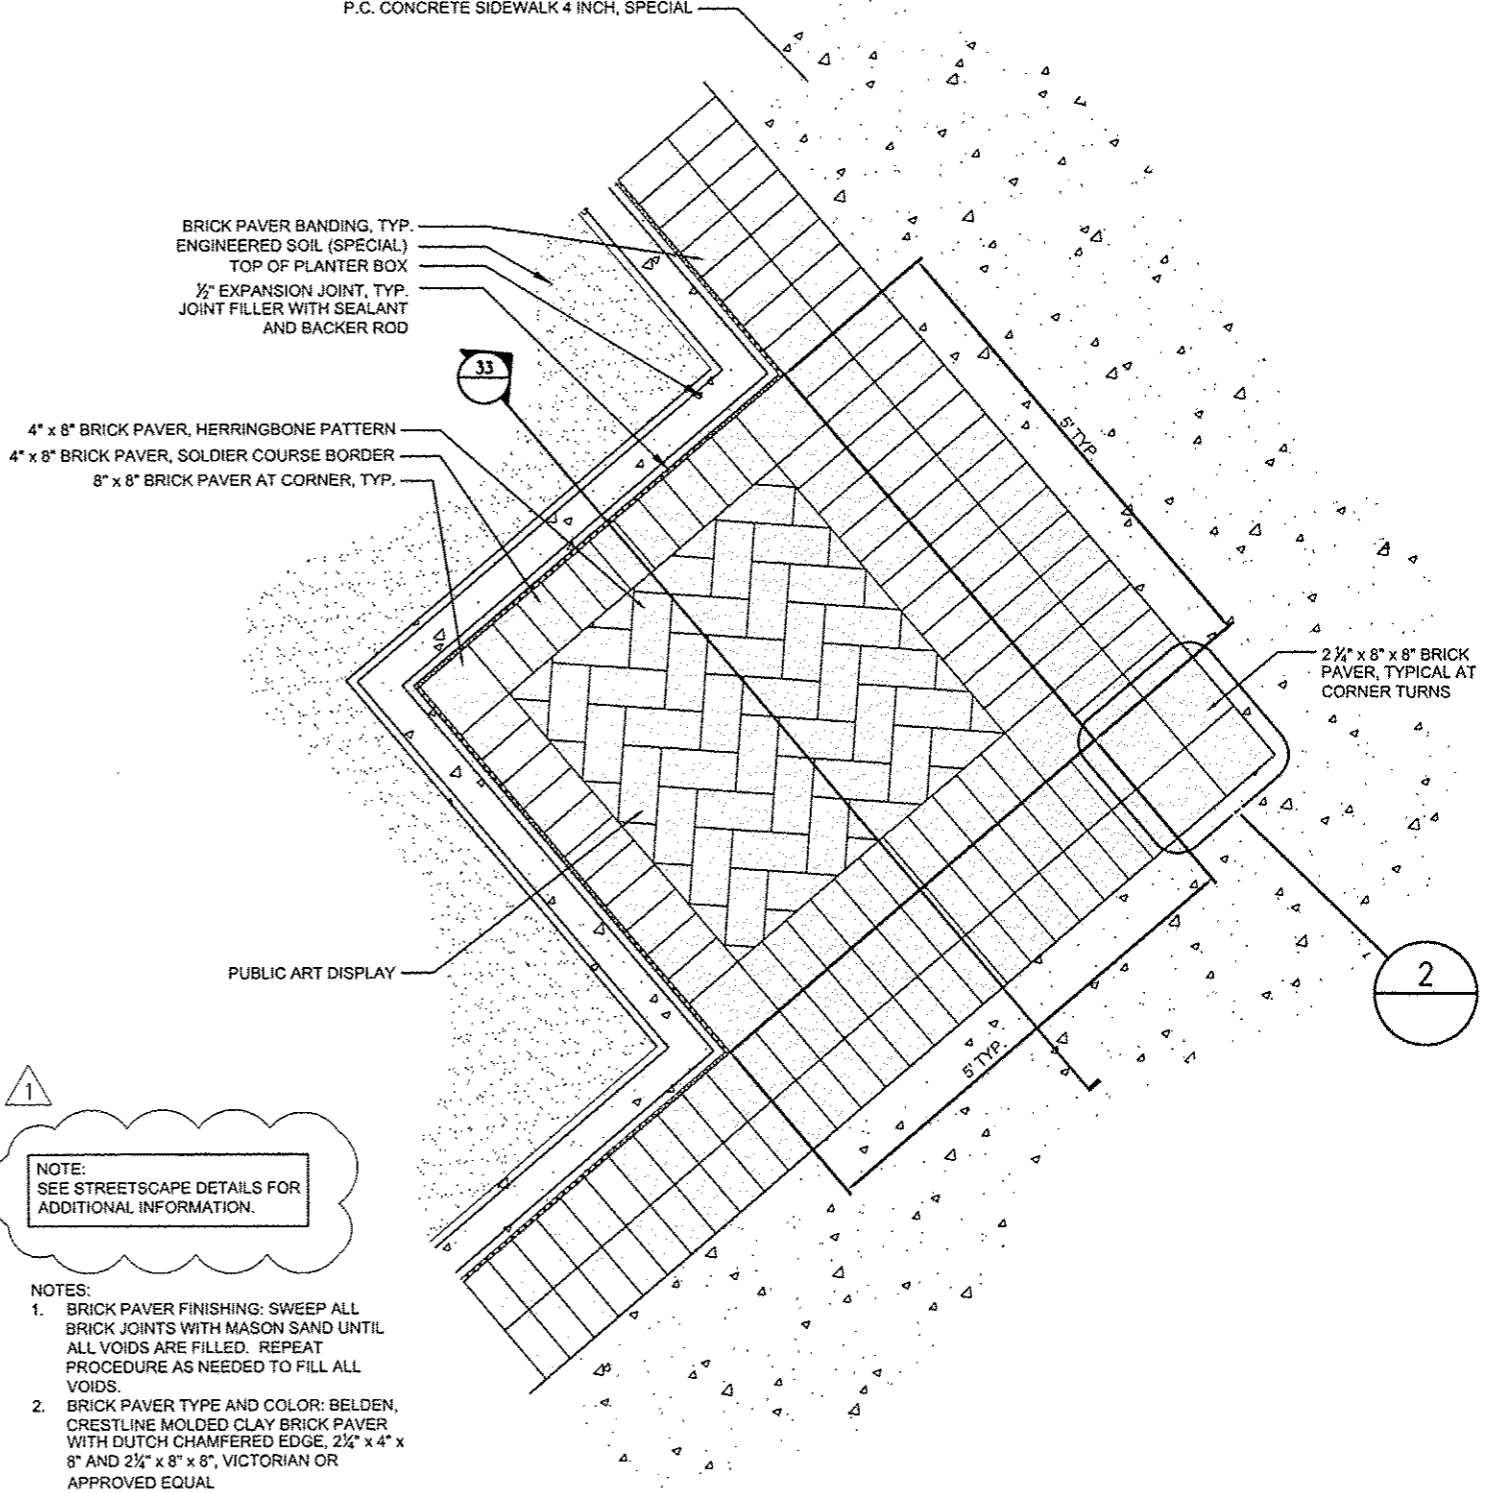 P.C. CONCRETE SIDEWALK 4 INCH, SPECIAL
BRICK PAVER BANDING, TYP.
ENGINEERED SOIL (SPECIAL)
TOP OF PLANTER BOX
½" EXPANSION JOINT, TYP.
JOINT FILLER WITH SEALANT
AND BACKER ROD
33
4" x 8" BRICK PAVER, HERRINGBONE PATTERN
4" x 8" BRICK PAVER, SOLDIER COURSE BORDER
8" x 8" BRICK PAVER AT CORNER, TYP.
5' TYP.
2 ¼" x 8" x 8" BRICK
PAVER, TYPICAL AT
CORNER TURNS
PUBLIC ART DISPLAY
2
5' TYP.
1
NOTE:
SEE STREETSCAPE DETAILS FOR
ADDITIONAL INFORMATION.
NOTES:
1. BRICK PAVER FINISHING: SWEEP ALL
BRICK JOINTS WITH MASON SAND UNTIL
ALL VOIDS ARE FILLED. REPEAT
PROCEDURE AS NEEDED TO FILL ALL
VOIDS.
2. BRICK PAVER TYPE AND COLOR: BELDEN,
CRESTLINE MOLDED CLAY BRICK PAVER
WITH DUTCH CHAMFERED EDGE, 2¼" x 4" x
8" AND 2¼" x 8" x 8", VICTORIAN OR
APPROVED EQUAL